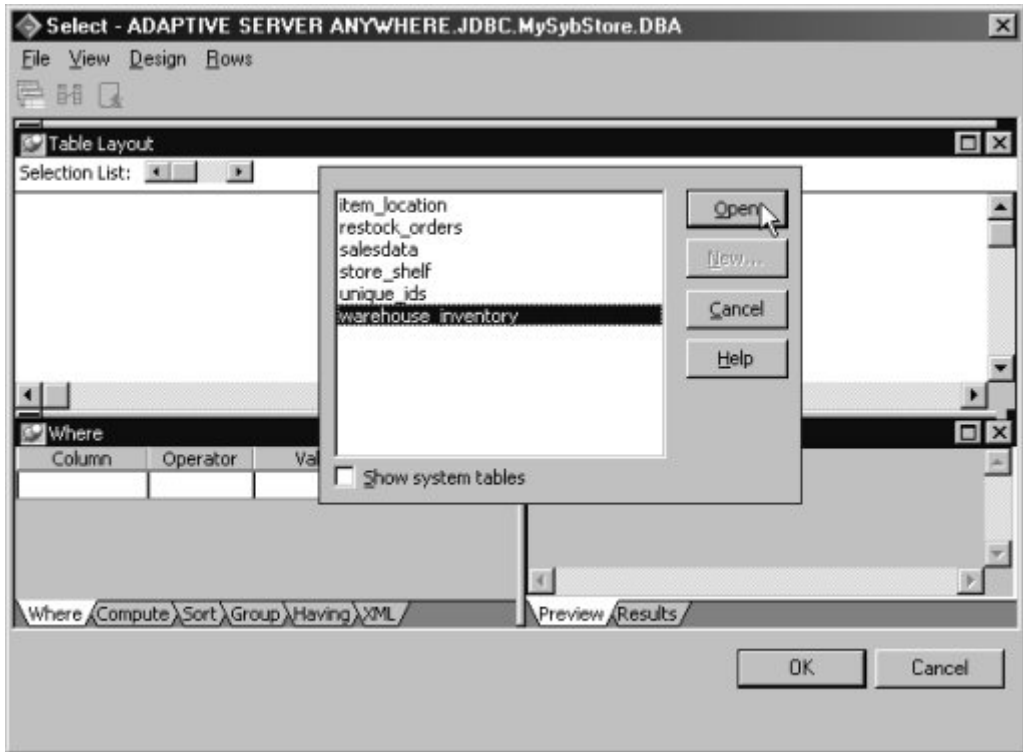 Select - ADAPTIVE SERVER ANYWHERE.JDBC.MySybStore.DBA
File View Design Rows
Table Layout
Selection List:
item_location
restock_orders
salesdata
store_shelf
unique_ids
warehouse_inventory
Open
New...
Cancel
Help
Show system tables
Where
Column Operator Val
Where Compute Sort Group Having XML
Preview Results
OK Cancel